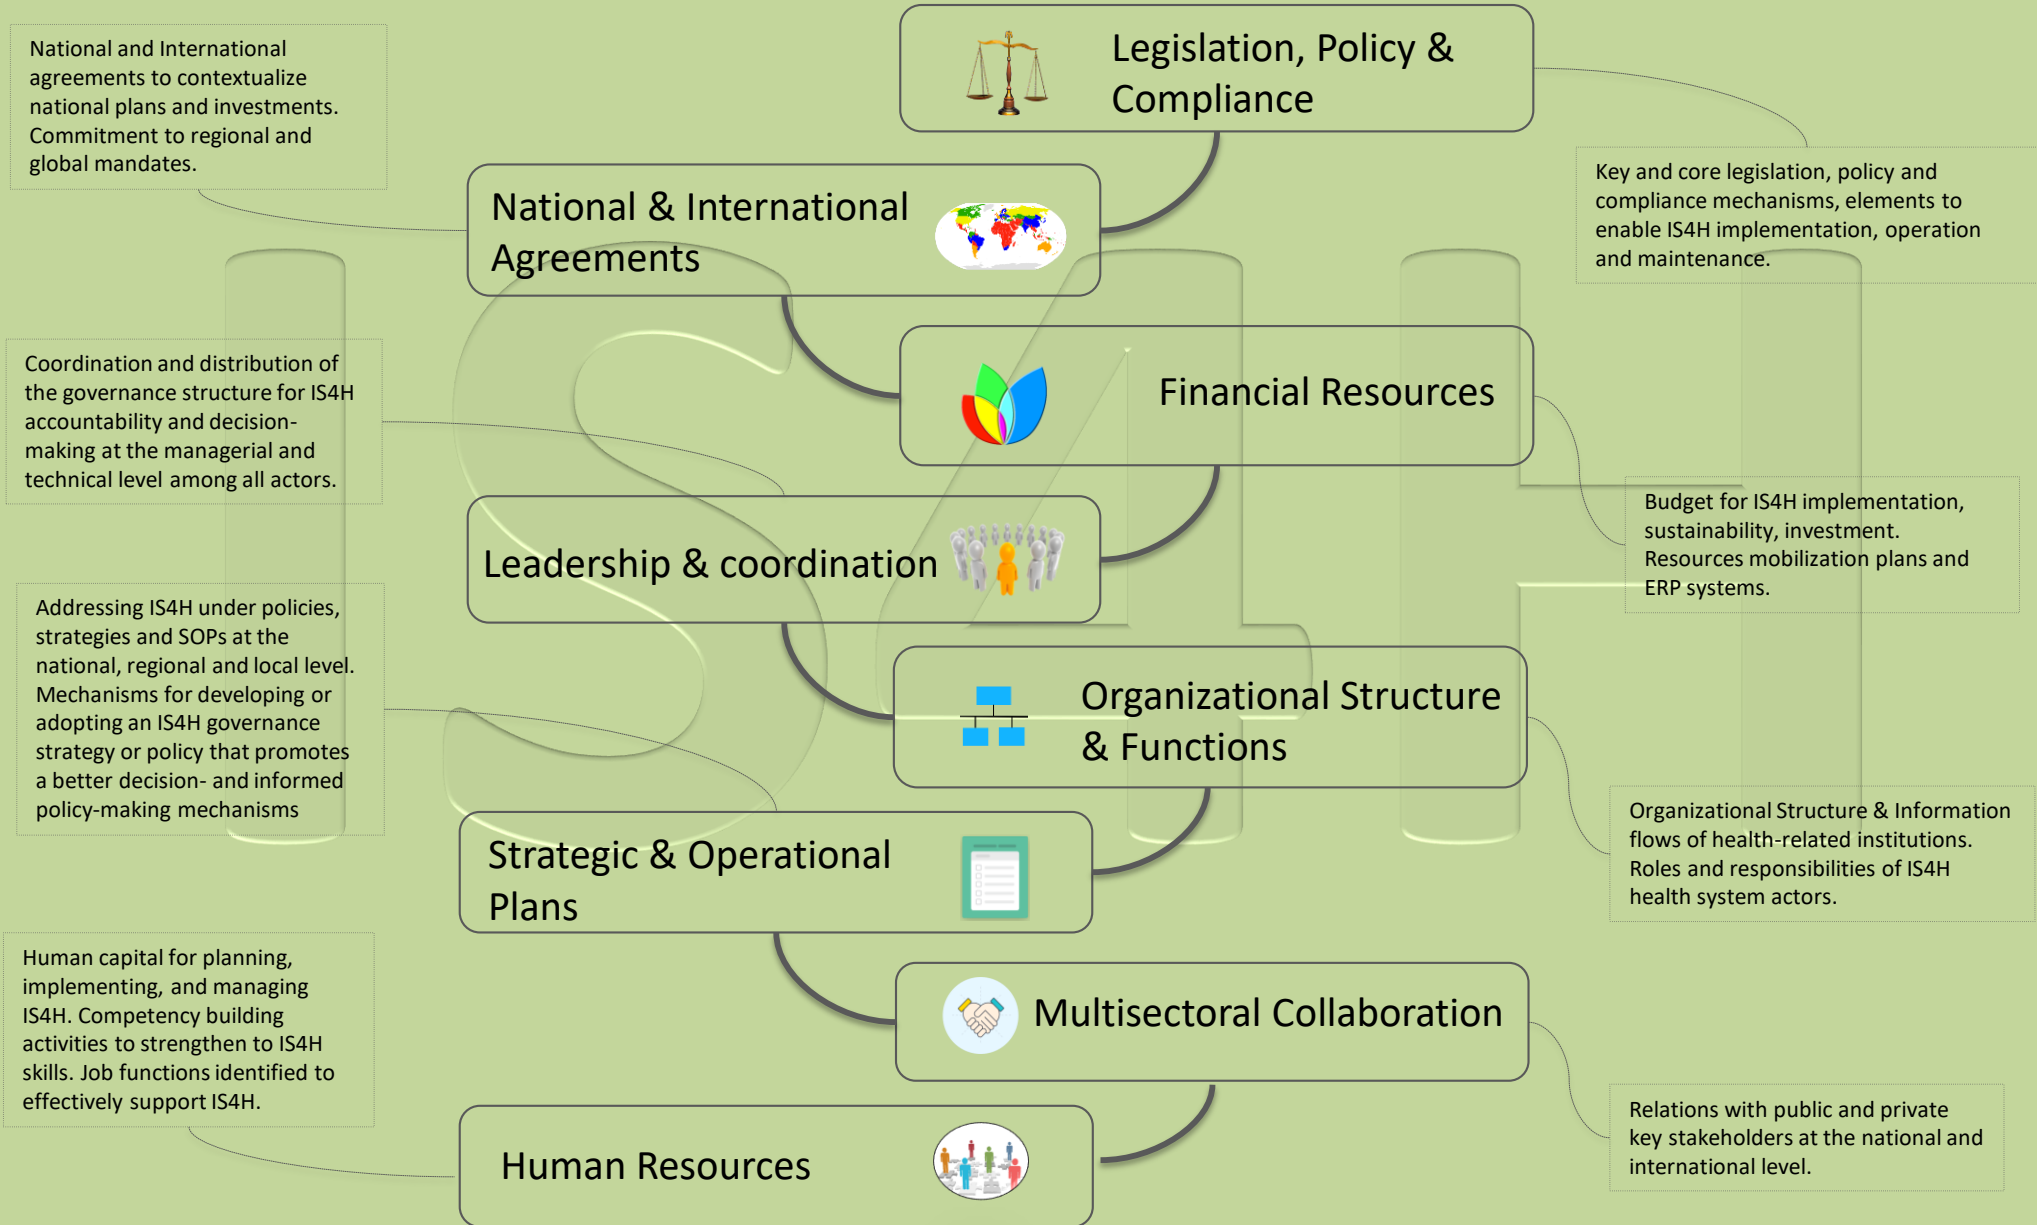 National and International
agreements to contextualize
national plans and investments.
Commitment to regional and
global mandates.
Legislation, Policy &
Compliance
Key and core legislation, policy and
compliance mechanisms, elements to
enable IS4H implementation, operation
and maintenance.
National & International
Agreements
Coordination and distribution of
the governance structure for IS4H
accountability and decision-
making at the managerial and
technical level among all actors.
Financial Resources
Budget for IS4H implementation,
sustainability, investment.
Resources mobilization plans and
ERP systems.
Leadership & coordination
Addressing IS4H under policies,
strategies and SOPs at the
national, regional and local level.
Mechanisms for developing or
adopting an IS4H governance
strategy or policy that promotes
a better decision- and informed
policy-making mechanisms
Organizational Structure
& Functions
Organizational Structure & Information
flows of health-related institutions.
Roles and responsibilities of IS4H
health system actors.
Strategic & Operational
Plans
Human capital for planning,
implementing, and managing
IS4H. Competency building
activities to strengthen to IS4H
skills. Job functions identified to
effectively support IS4H.
Multisectoral Collaboration
Relations with public and private
key stakeholders at the national and
international level.
Human Resources
IS4H